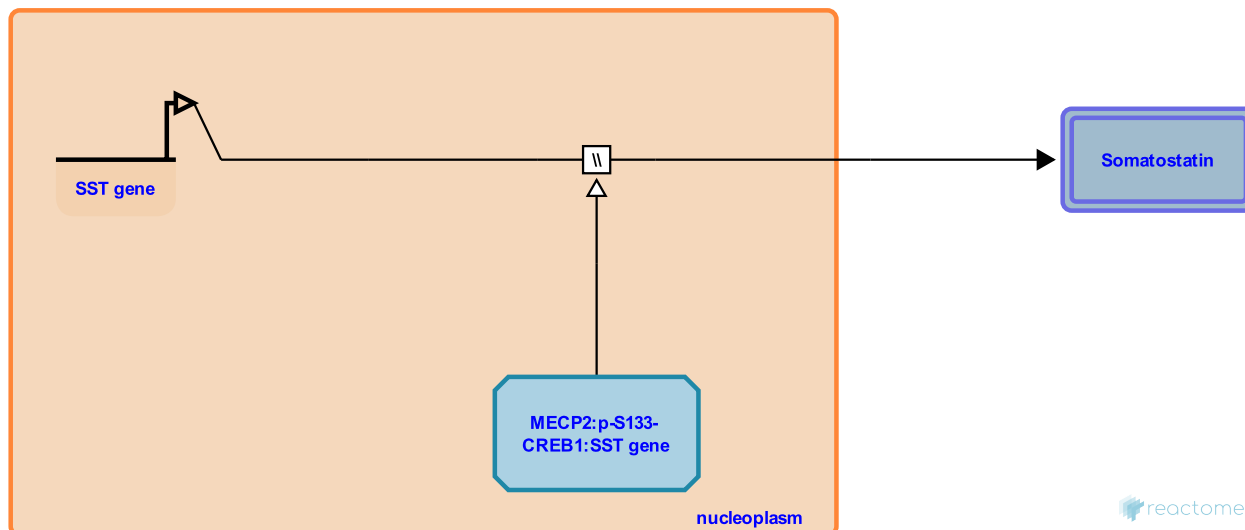 SST gene
\\
Somatostatin
MECP2:p-S133-
CREB1:SST gene
nucleoplasm
reactome